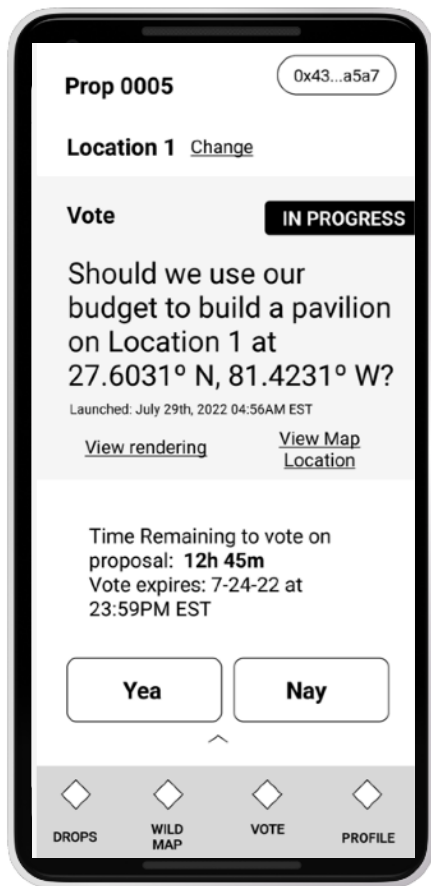 Prop 0005
0x43...a5a7
Location 1 Change
Vote
IN PROGRESS
Should we use our
budget to build a pavilion
on Location 1 at
27.6031º N, 81.4231º W?
Launched: July 29th, 2022 04:56AM EST
View rendering
View Map
Location
Time Remaining to vote on
proposal: 12h 45m
Vote expires: 7-24-22 at
23:59PM EST
Yea
Nay
DROPS
WILD
MAP
VOTE
PROFILE